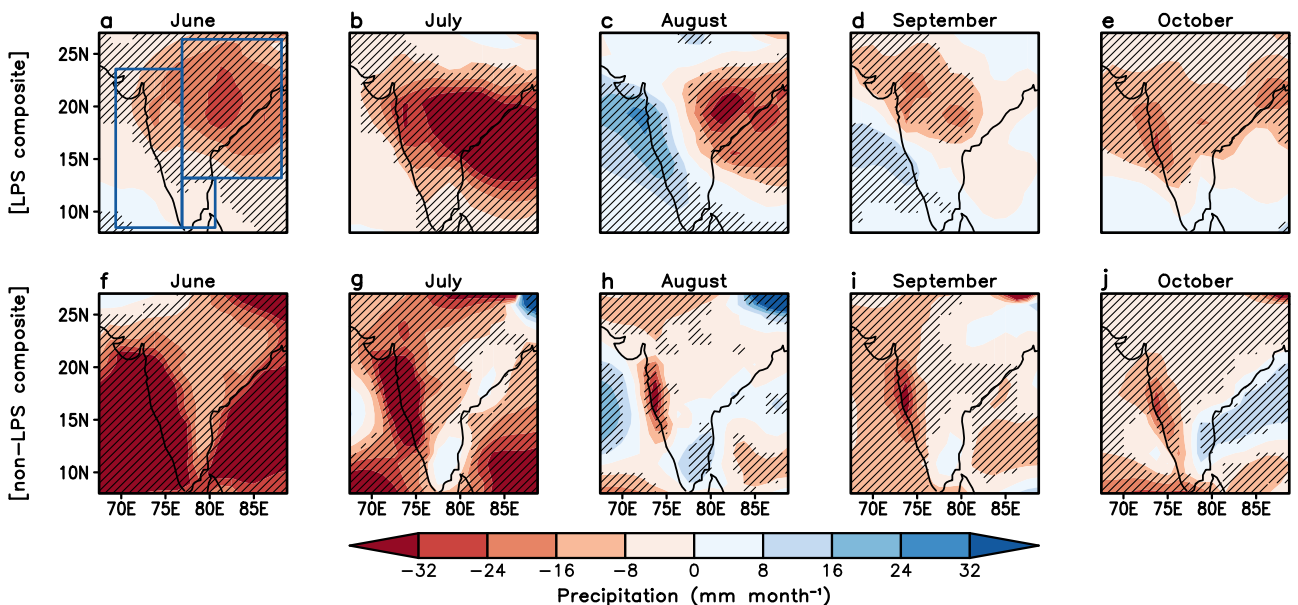 a June
b July
c August
d September
e October
[LPS composite]
25N
20N
15N
10N
f June
g July
h August
i September
j October
[non-LPS composite]
25N
20N
15N
10N
70E 75E 80E 85E
70E 75E 80E 85E
70E 75E 80E 85E
70E 75E 80E 85E
70E 75E 80E 85E
-32 -24 -16 -8 0 8 16 24 32
Precipitation (mm month⁻¹)